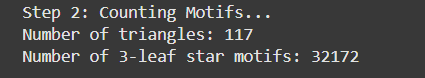 Step 2: Counting Motifs...
Number of triangles: 117
Number of 3-leaf star motifs: 32172